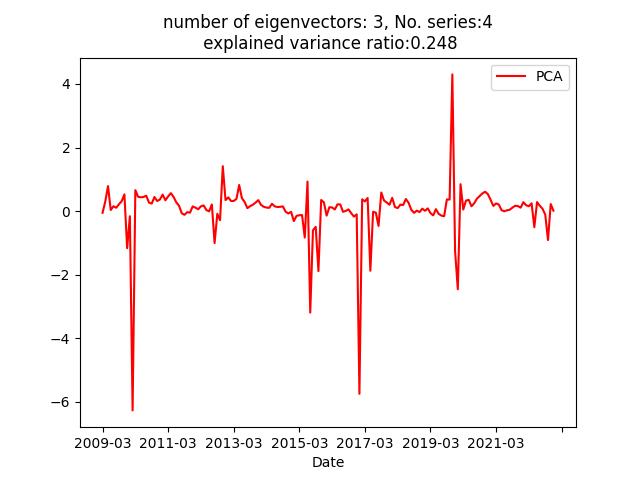 number of eigenvectors: 3, No. series:4
explained variance ratio:0.248
PCA
4
2
0
−2
−4
−6
2009-03 2011-03 2013-03 2015-03 2017-03 2019-03 2021-03
Date